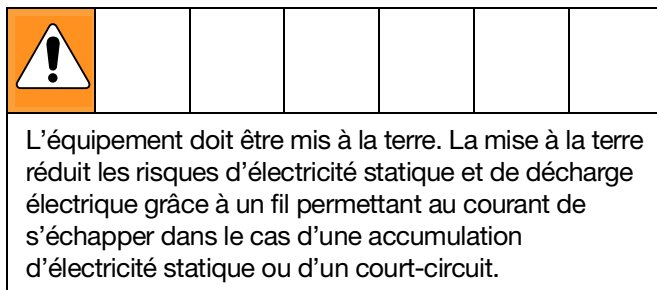 L’équipement doit être mis à la terre. La mise à la terre
réduit les risques d’électricité statique et de décharge
électrique grâce à un fil permettant au courant de
s’échapper dans le cas d’une accumulation
d’électricité statique ou d’un court-circuit.